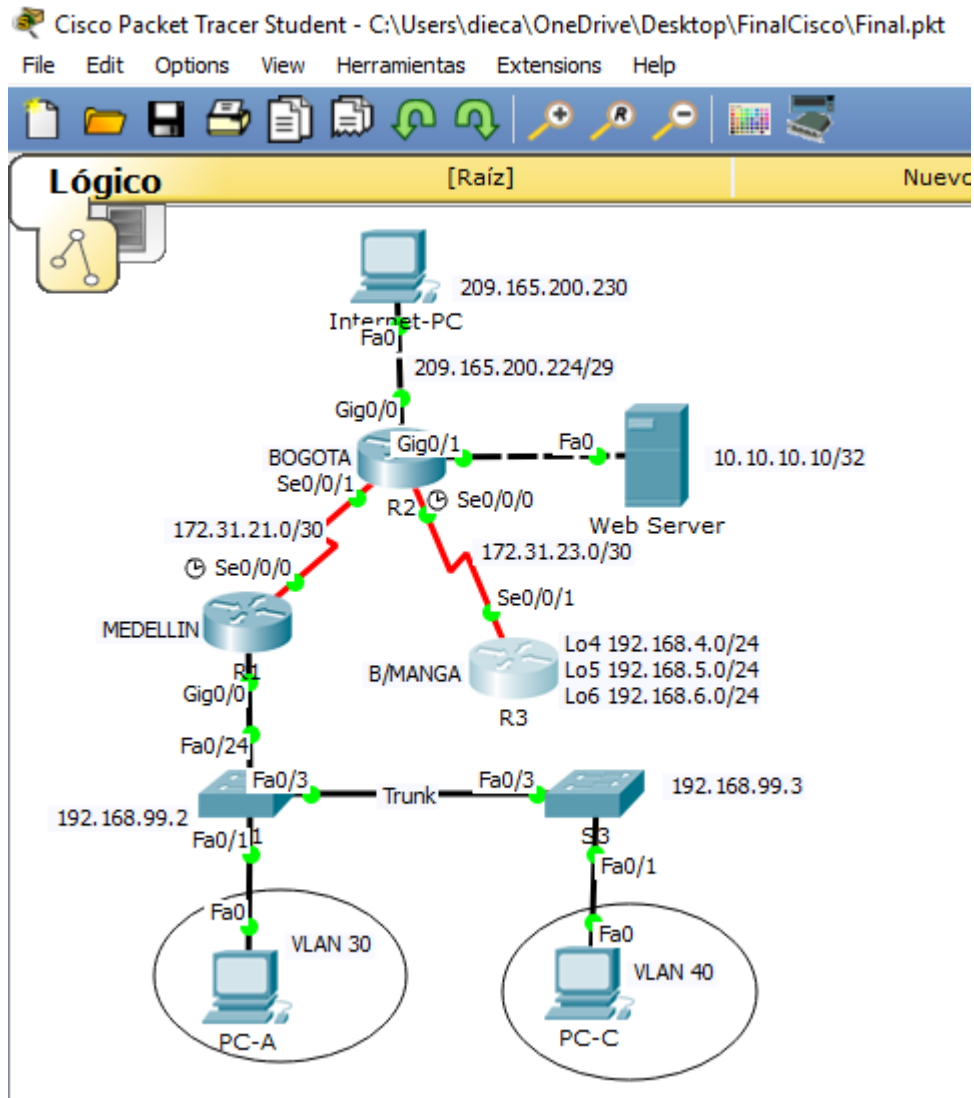 Cisco Packet Tracer Student - C:\Users\dieca\OneDrive\Desktop\FinalCisco\Final.pkt
File Edit Options View Herramientas Extensions Help
Lógico [Raíz] Nuevo
209.165.200.230
Internet-PC
Fa0
209.165.200.224/29
Gig0/0
BOGOTA Gig0/1 Fa0 10.10.10.10/32
Se0/0/1
R2 Se0/0/0
Web Server
172.31.21.0/30
172.31.23.0/30
Se0/0/0
Se0/0/1
MEDELLIN
R1
B/MANGA
Lo4 192.168.4.0/24
Lo5 192.168.5.0/24
Lo6 192.168.6.0/24
R3
Gig0/0
Fa0/24
Fa0/3 Trunk Fa0/3 192.168.99.3
192.168.99.2
Fa0/1 1
S3
Fa0/1
Fa0
VLAN 30
Fa0
VLAN 40
PC-A
PC-C